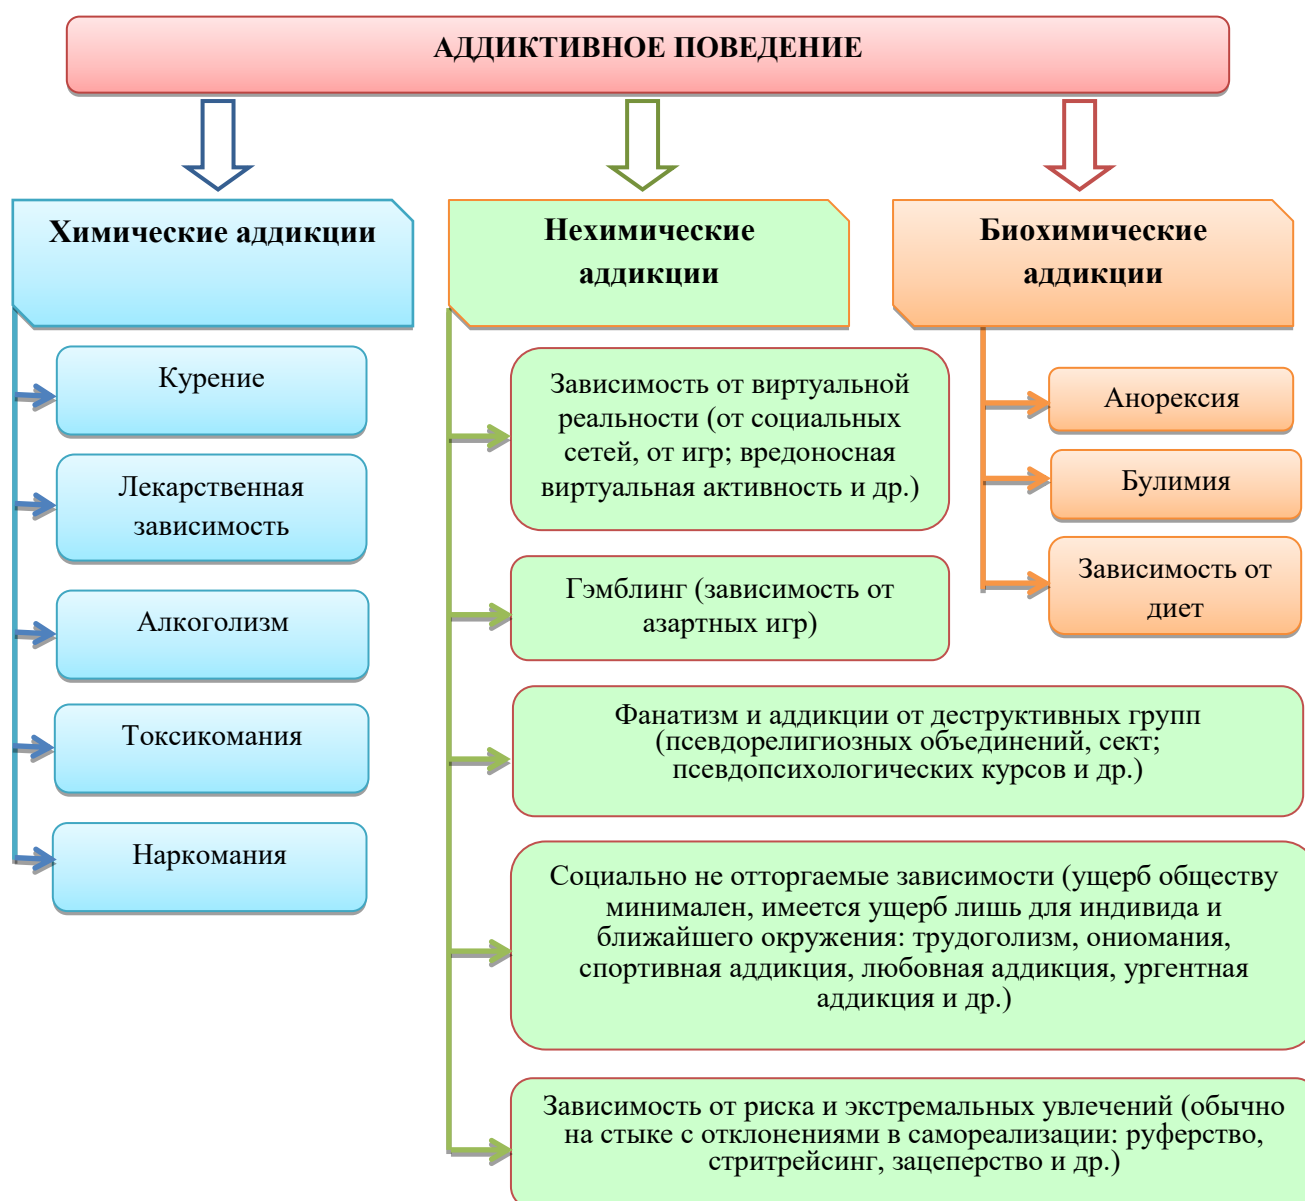 АДДИКТИВНОЕ ПОВЕДЕНИЕ
Химические аддикции
Курение
Лекарственная
зависимость
Алкоголизм
Токсикомания
Наркомания
Нехимические
аддикции
Зависимость от виртуальной
реальности (от социальных
сетей, от игр; вредоносная
виртуальная активность и др.)
Гэмблинг (зависимость от
азартных игр)
Фанатизм и аддикции от деструктивных групп
(псевдорелигиозных объединений, сект;
псевдопсихологических курсов и др.)
Социально не отторгаемые зависимости (ущерб обществу
минимален, имеется ущерб лишь для индивида и
ближайшего окружения: трудоголизм, ониомания,
спортивная аддикция, любовная аддикция, ургентная
аддикция и др.)
Зависимость от риска и экстремальных увлечений (обычно
на стыке с отклонениями в самореализации: руферство,
стритрейсинг, зацеперство и др.)
Биохимические
аддикции
Анорексия
Булимия
Зависимость от
диет